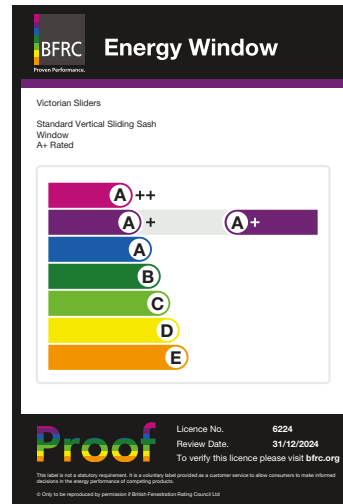 BFRC
Proven Performance.
Energy Window
Victorian Sliders
Standard Vertical Sliding Sash
Window
A+ Rated
A++
A+ A+
A
B
C
D
E
Proof
Licence No. 6224
Review Date. 31/12/2024
To verify this licence please visit bfrc.org
This label is not a statutory requirement. It is a voluntary label provided as a customer service to allow consumers to make informed
decisions in the energy performance of competing products.
© Only to be reproduced by permission if British Fenestration Rating Council Ltd